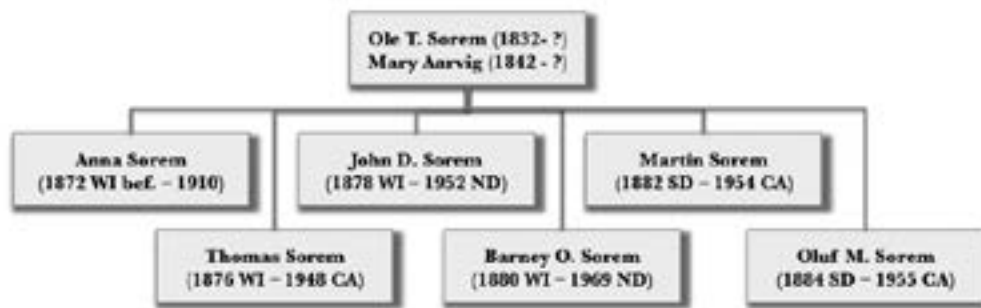 Ole T. Sorem (1832- ?)
Mary Aarvig (1842 - ?)
Anna Sorem
(1872 WI bef. – 1910)
John D. Sorem
(1878 WI – 1952 ND)
Martin Sorem
(1882 SD – 1954 CA)
Thomas Sorem
(1876 WI – 1948 CA)
Barney O. Sorem
(1880 WI – 1969 ND)
Oluf M. Sorem
(1884 SD – 1955 CA)